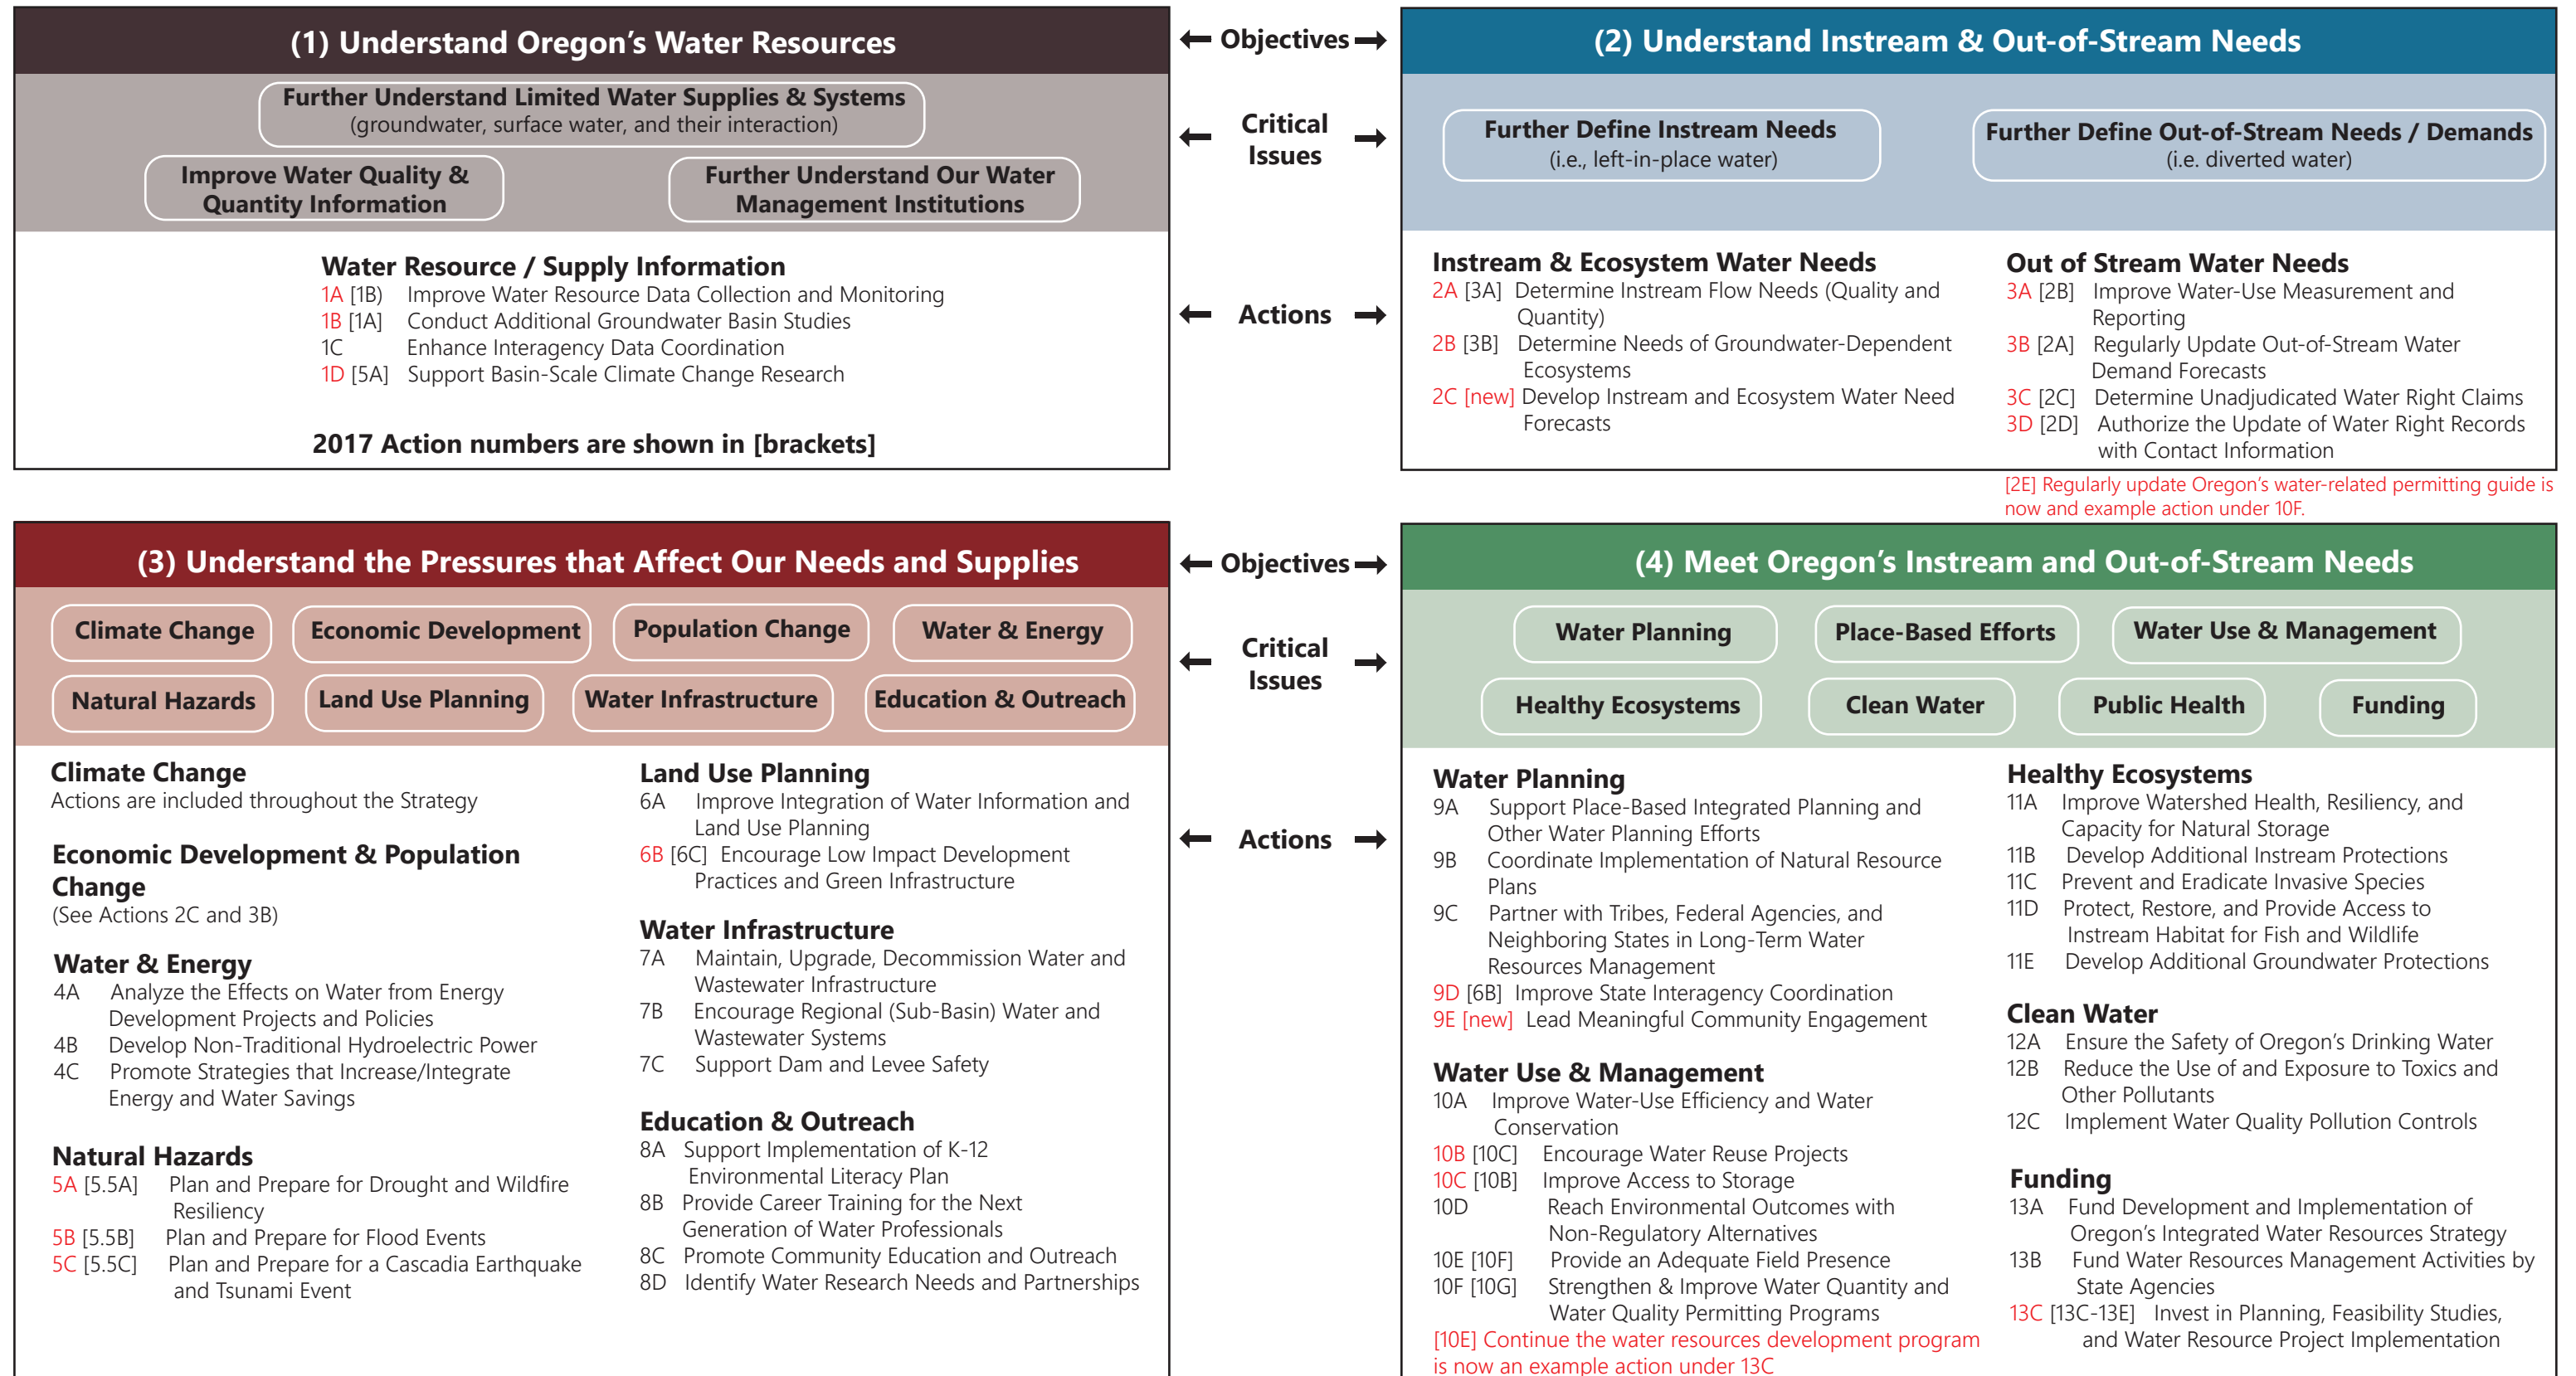 (1) Understand Oregon's Water Resources
Further Understand Limited Water Supplies & Systems
(groundwater, surface water, and their interaction)
Improve Water Quality &
Quantity Information
Further Understand Our Water
Management Institutions
Water Resource / Supply Information
1A [1B) Improve Water Resource Data Collection and Monitoring
1B [1A] Conduct Additional Groundwater Basin Studies
1C Enhance Interagency Data Coordination
1D [5A] Support Basin-Scale Climate Change Research
2017 Action numbers are shown in [brackets]
Objectives
Critical
Issues
Actions
(2) Understand Instream & Out-of-Stream Needs
Further Define Instream Needs
(i.e., left-in-place water)
Further Define Out-of-Stream Needs / Demands
(i.e. diverted water)
Instream & Ecosystem Water Needs
2A [3A] Determine Instream Flow Needs (Quality and
Quantity)
2B [3B] Determine Needs of Groundwater-Dependent
Ecosystems
2C [new] Develop Instream and Ecosystem Water Need
Forecasts
Out of Stream Water Needs
3A [2B] Improve Water-Use Measurement and
Reporting
3B [2A] Regularly Update Out-of-Stream Water
Demand Forecasts
3C [2C] Determine Unadjudicated Water Right Claims
3D [2D] Authorize the Update of Water Right Records
with Contact Information
[2E] Regularly update Oregon's water-related permitting guide is
now and example action under 10F.
(3) Understand the Pressures that Affect Our Needs and Supplies
Climate Change
Economic Development
Population Change
Water & Energy
Natural Hazards
Land Use Planning
Water Infrastructure
Education & Outreach
Climate Change
Actions are included throughout the Strategy
Economic Development & Population
Change
(See Actions 2C and 3B)
Water & Energy
4A Analyze the Effects on Water from Energy
Development Projects and Policies
4B Develop Non-Traditional Hydroelectric Power
4C Promote Strategies that Increase/Integrate
Energy and Water Savings
Natural Hazards
5A [5.5A] Plan and Prepare for Drought and Wildfire
Resiliency
5B [5.5B] Plan and Prepare for Flood Events
5C [5.5C] Plan and Prepare for a Cascadia Earthquake
and Tsunami Event
Land Use Planning
6A Improve Integration of Water Information and
Land Use Planning
6B [6C] Encourage Low Impact Development
Practices and Green Infrastructure
Water Infrastructure
7A Maintain, Upgrade, Decommission Water and
Wastewater Infrastructure
7B Encourage Regional (Sub-Basin) Water and
Wastewater Systems
7C Support Dam and Levee Safety
Education & Outreach
8A Support Implementation of K-12
Environmental Literacy Plan
8B Provide Career Training for the Next
Generation of Water Professionals
8C Promote Community Education and Outreach
8D Identify Water Research Needs and Partnerships
Objectives
Critical
Issues
Actions
(4) Meet Oregon's Instream and Out-of-Stream Needs
Water Planning
Place-Based Efforts
Water Use & Management
Healthy Ecosystems
Clean Water
Public Health
Funding
Water Planning
9A Support Place-Based Integrated Planning and
Other Water Planning Efforts
9B Coordinate Implementation of Natural Resource
Plans
9C Partner with Tribes, Federal Agencies, and
Neighboring States in Long-Term Water
Resources Management
9D [6B] Improve State Interagency Coordination
9E [new] Lead Meaningful Community Engagement
Water Use & Management
10A Improve Water-Use Efficiency and Water
Conservation
10B [10C] Encourage Water Reuse Projects
10C [10B] Improve Access to Storage
10D Reach Environmental Outcomes with
Non-Regulatory Alternatives
10E [10F] Provide an Adequate Field Presence
10F [10G] Strengthen & Improve Water Quantity and
Water Quality Permitting Programs
[10E] Continue the water resources development program
is now an example action under 13C
Healthy Ecosystems
11A Improve Watershed Health, Resiliency, and
Capacity for Natural Storage
11B Develop Additional Instream Protections
11C Prevent and Eradicate Invasive Species
11D Protect, Restore, and Provide Access to
Instream Habitat for Fish and Wildlife
11E Develop Additional Groundwater Protections
Clean Water
12A Ensure the Safety of Oregon's Drinking Water
12B Reduce the Use of and Exposure to Toxics and
Other Pollutants
12C Implement Water Quality Pollution Controls
Funding
13A Fund Development and Implementation of
Oregon's Integrated Water Resources Strategy
13B Fund Water Resources Management Activities by
State Agencies
13C [13C-13E] Invest in Planning, Feasibility Studies,
and Water Resource Project Implementation